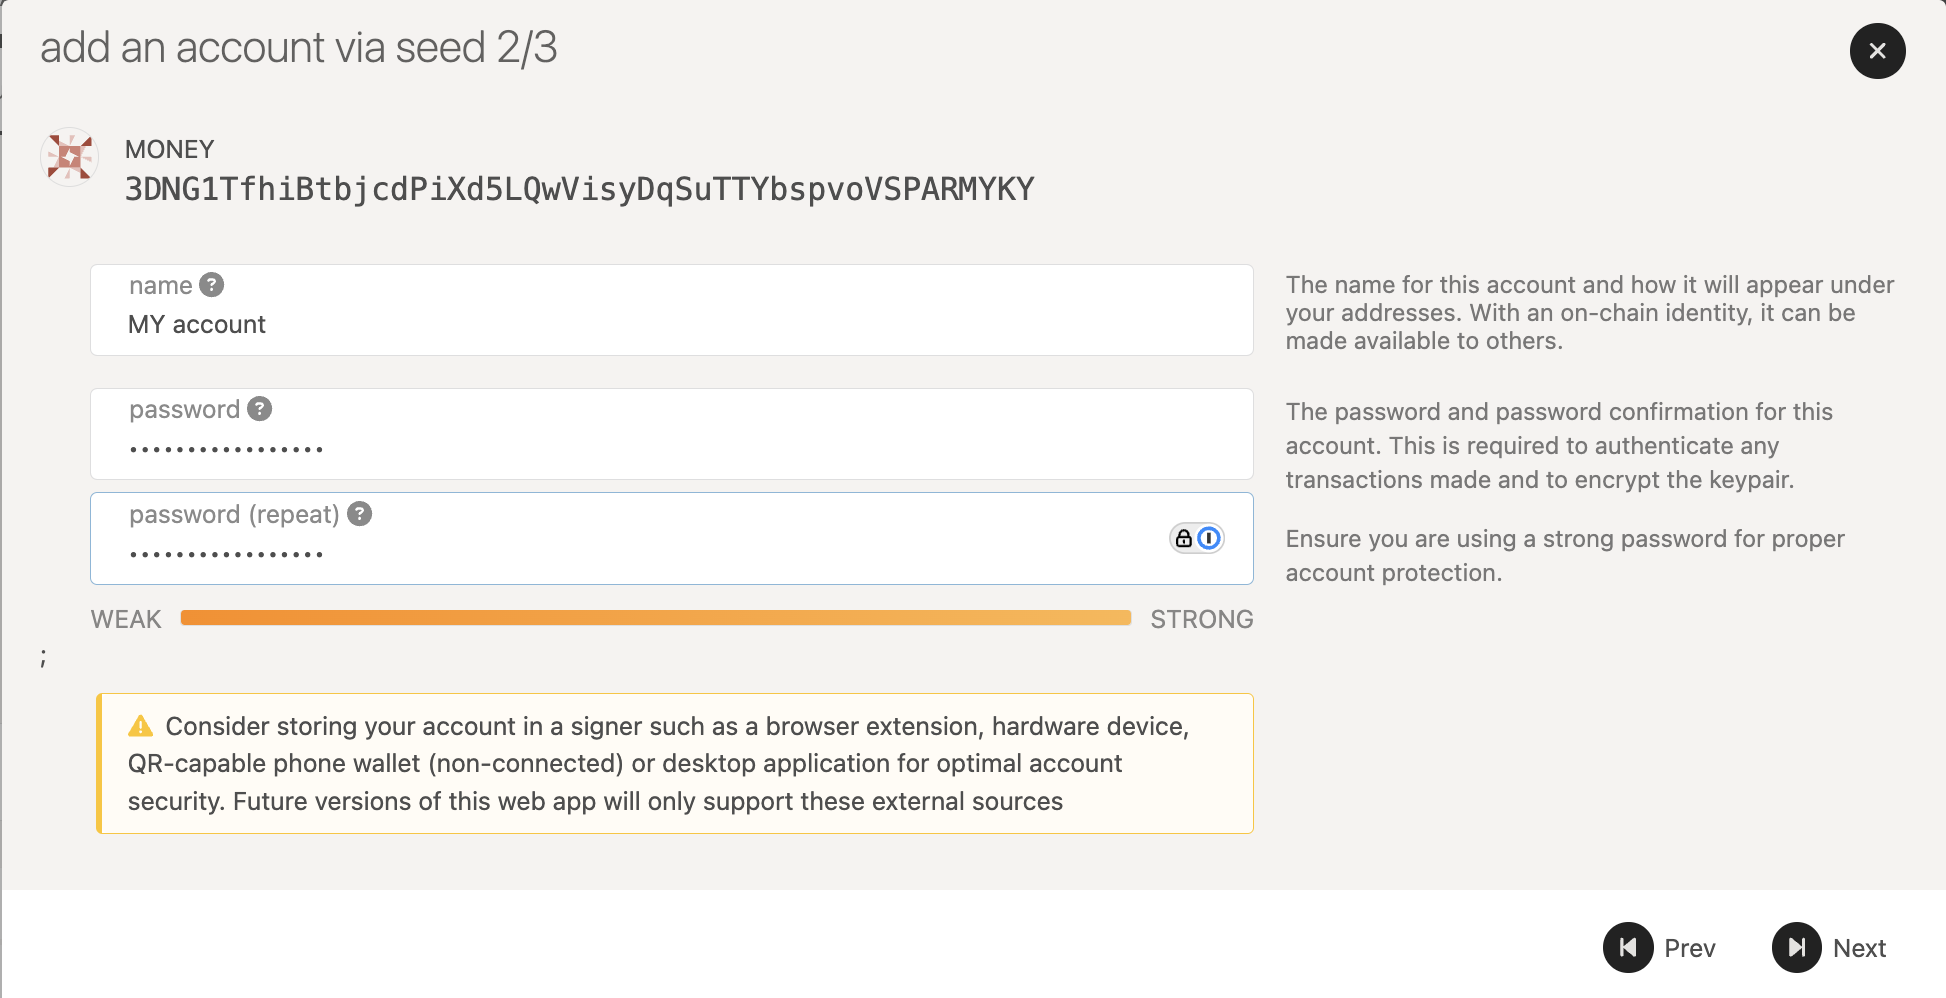 add an account via seed 2/3
MONEY
3DNG1TfhiBtbjcdPiXd5LQwVisyDqSuTTYbspvoVSPARMYKY
name
MY account
The name for this account and how it will appear under
your addresses. With an on-chain identity, it can be
made available to others.
password
•••••••••••••••••
password (repeat)
•••••••••••••••••
The password and password confirmation for this
account. This is required to authenticate any
transactions made and to encrypt the keypair.
Ensure you are using a strong password for proper
account protection.
WEAK STRONG
;
Consider storing your account in a signer such as a browser extension, hardware device,
QR-capable phone wallet (non-connected) or desktop application for optimal account
security. Future versions of this web app will only support these external sources
Prev Next